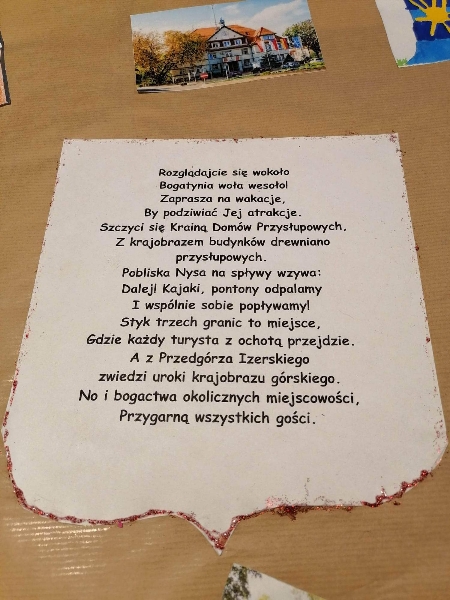 Rozglądajcie się wokoło
Bogatynia woła wesoło!
Zaprasza na wakacje,
By podziwiać Jej atrakcje.
Szczyci się Krainą Domów Przysłupowych,
Z krajobrazem budynków drewniano
przysłupowych.
Pobliska Nysa na spływy wzywa:
Dalej! Kajaki, pontony odpalamy
I wspólnie sobie popływamy!
Styk trzech granic to miejsce,
Gdzie każdy turysta z ochotą przejdzie.
A z Przedgórza Izerskiego
zwiedzi uroki krajobrazu górskiego.
No i bogactwa okolicznych miejscowości,
Przygarną wszystkich gości.